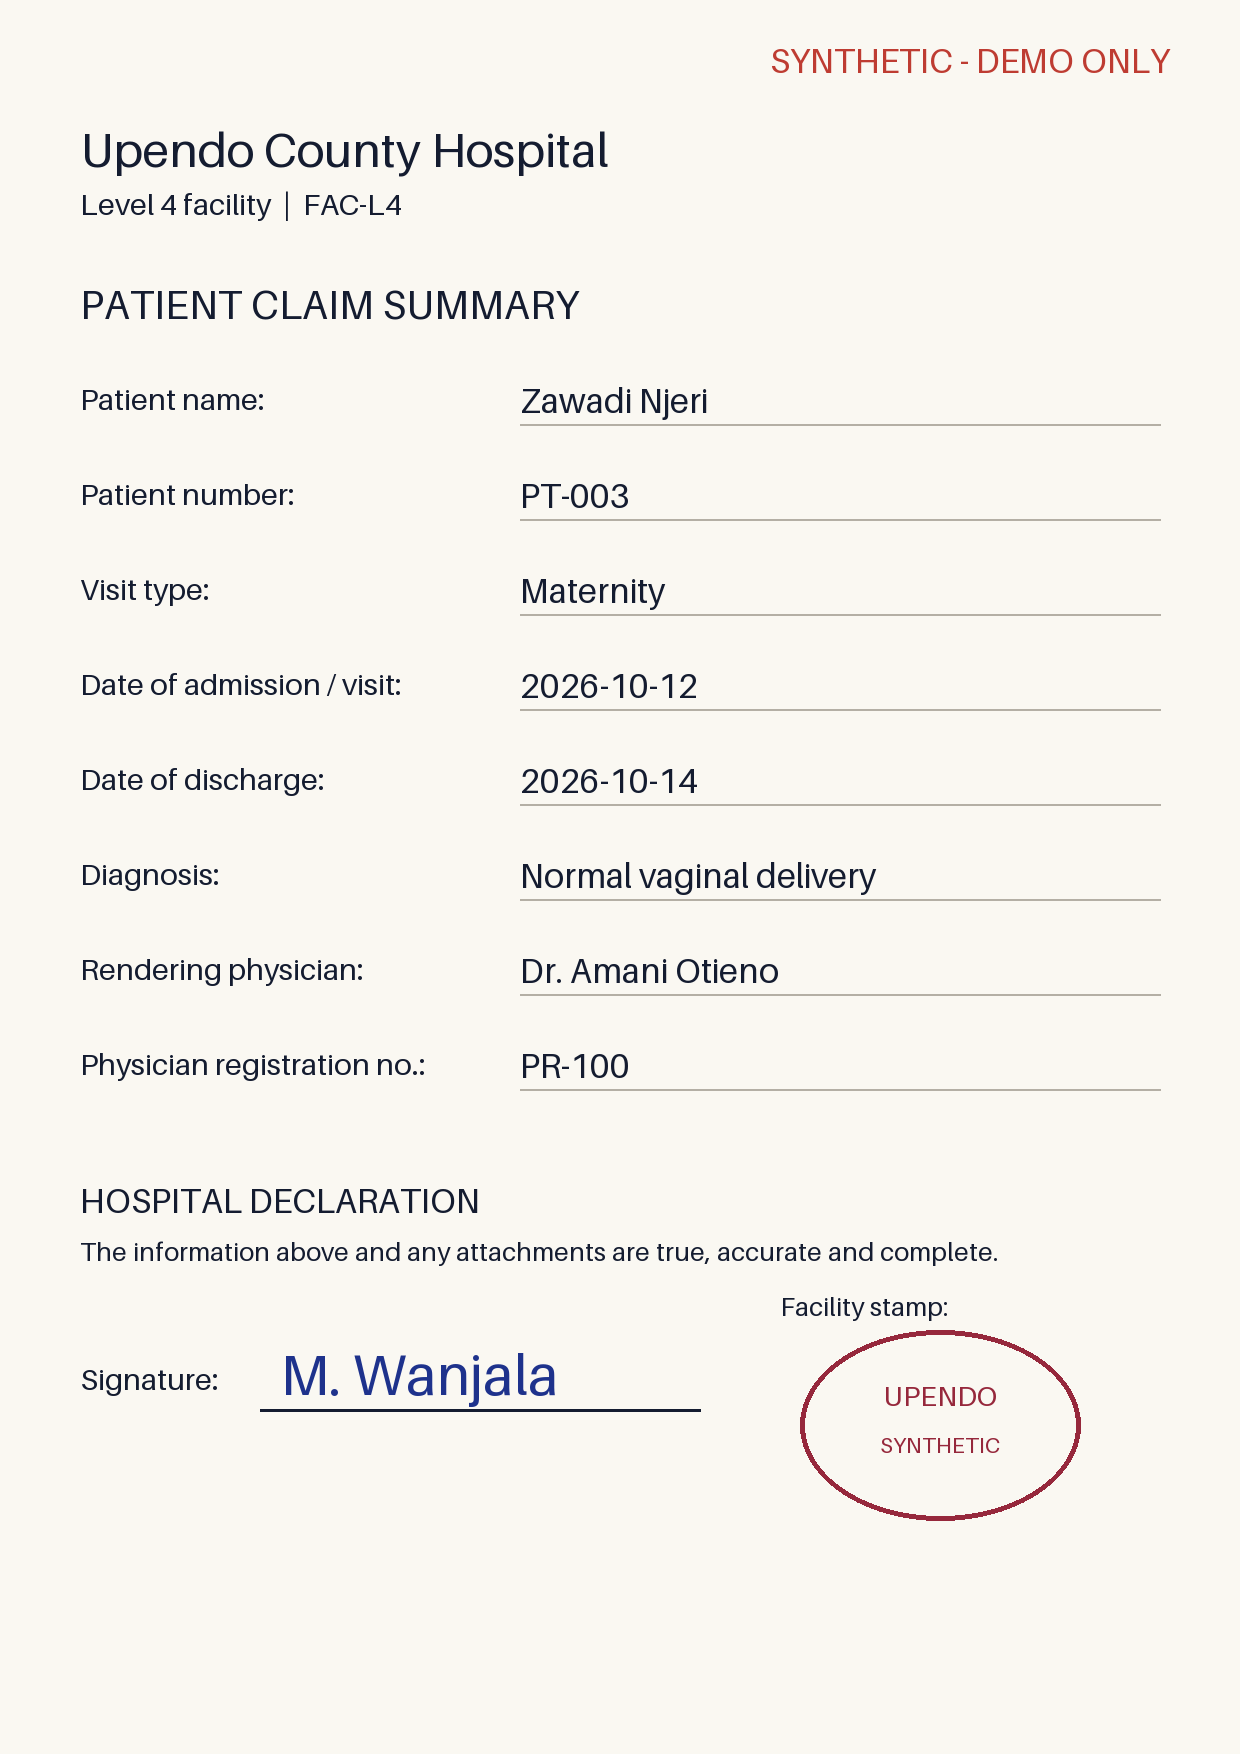 SYNTHETIC - DEMO ONLY
Upendo County Hospital
Level 4 facility | FAC-L4
PATIENT CLAIM SUMMARY
Patient name: Zawadi Njeri
Patient number: PT-003
Visit type: Maternity
Date of admission / visit: 2026-10-12
Date of discharge: 2026-10-14
Diagnosis: Normal vaginal delivery
Rendering physician: Dr. Amani Otieno
Physician registration no.: PR-100
HOSPITAL DECLARATION
The information above and any attachments are true, accurate and complete.
Facility stamp:
Signature: M. Wanjala
UPENDO
SYNTHETIC